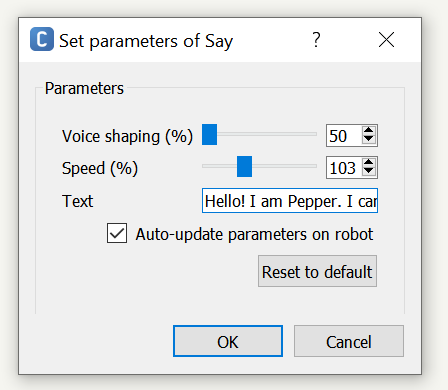 C Set parameters of Say ?
Parameters
Voice shaping (%) 50
Speed (%) 103
Text Hello! I am Pepper. I can
Auto-update parameters on robot
Reset to default
OK Cancel